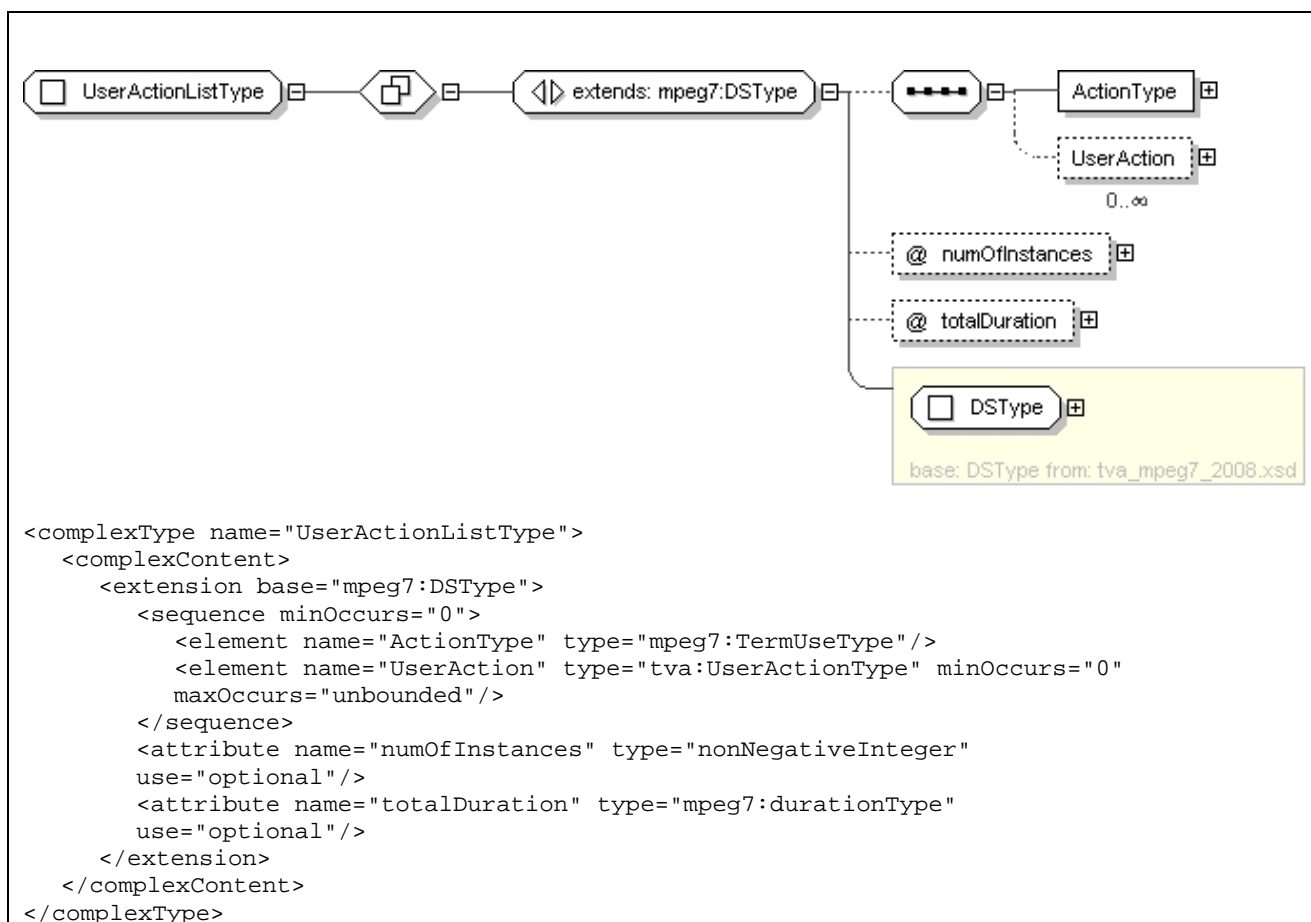 UserActionListType
extends: mpeg7:DSType
ActionType
UserAction
0..∞
@ numOfInstances
@ totalDuration
DSType
base: DSType from: tva_mpeg7_2008.xsd
<complexType name="UserActionListType">
<complexContent>
<extension base="mpeg7:DSType">
<sequence minOccurs="0">
<element name="ActionType" type="mpeg7:TermUseType"/>
<element name="UserAction" type="tva:UserActionType" minOccurs="0"
maxOccurs="unbounded"/>
</sequence>
<attribute name="numOfInstances" type="nonNegativeInteger"
use="optional"/>
<attribute name="totalDuration" type="mpeg7:durationType"
use="optional"/>
</extension>
</complexContent>
</complexType>